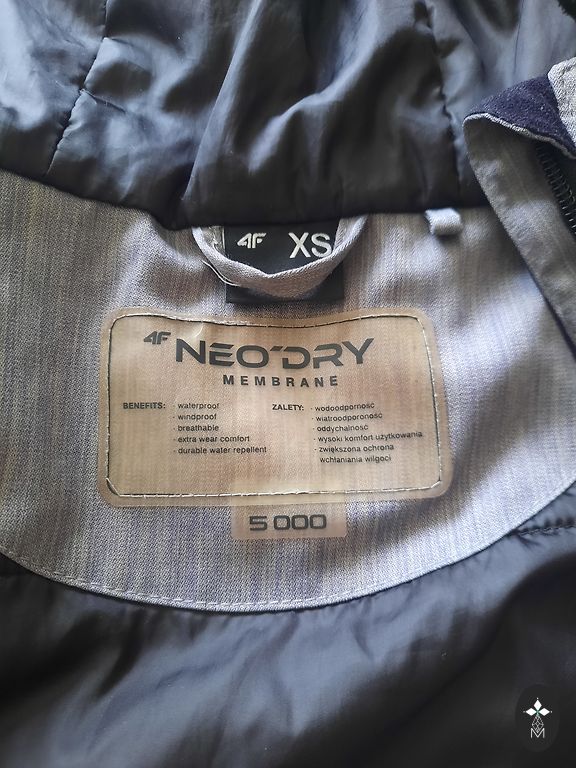 4F XS
4F NEO'DRY
MEMBRANE
BENEFITS:
· waterproof
· windproof
· breathable
· extra wear comfort
· durable water repellent
ZALETY:
· wodoodporność
· wiatroodporoność
· oddychalność
· wysoki komfort użytkowania
· zwiększona ochrona
wchłaniania wilgoci
5 000
M